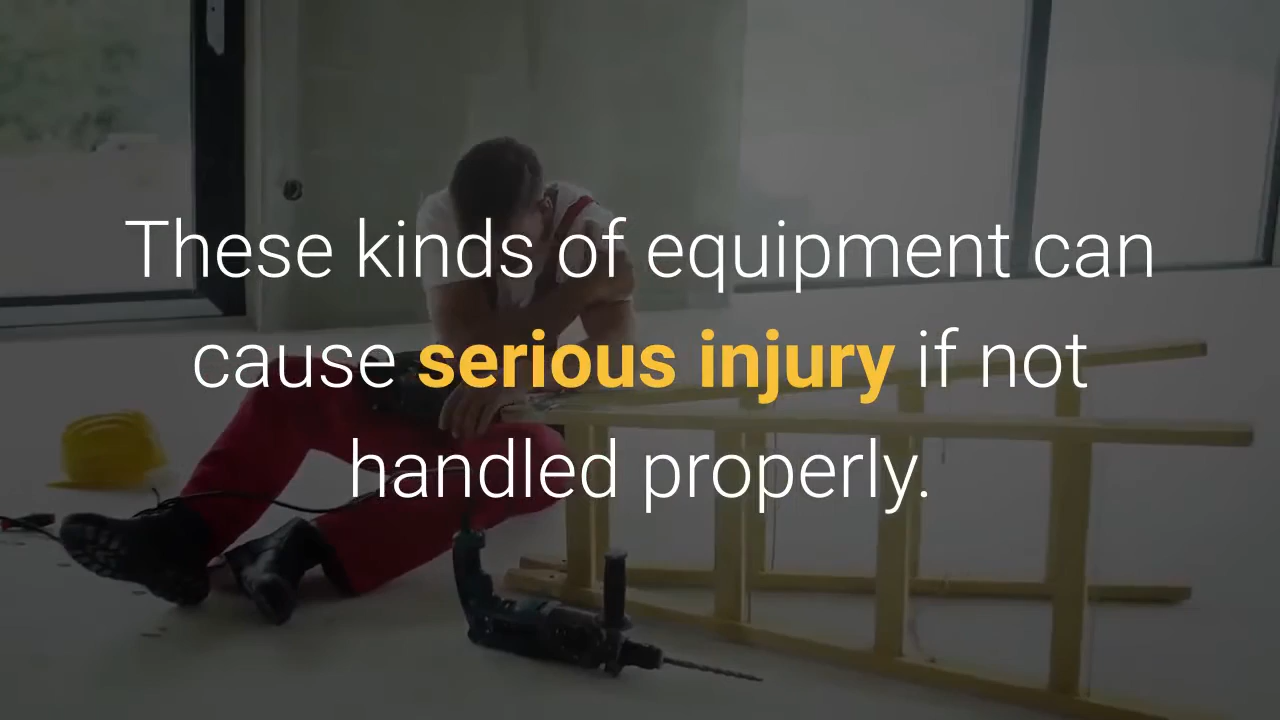 These kinds of equipment can
cause serious injury if not
handled properly.